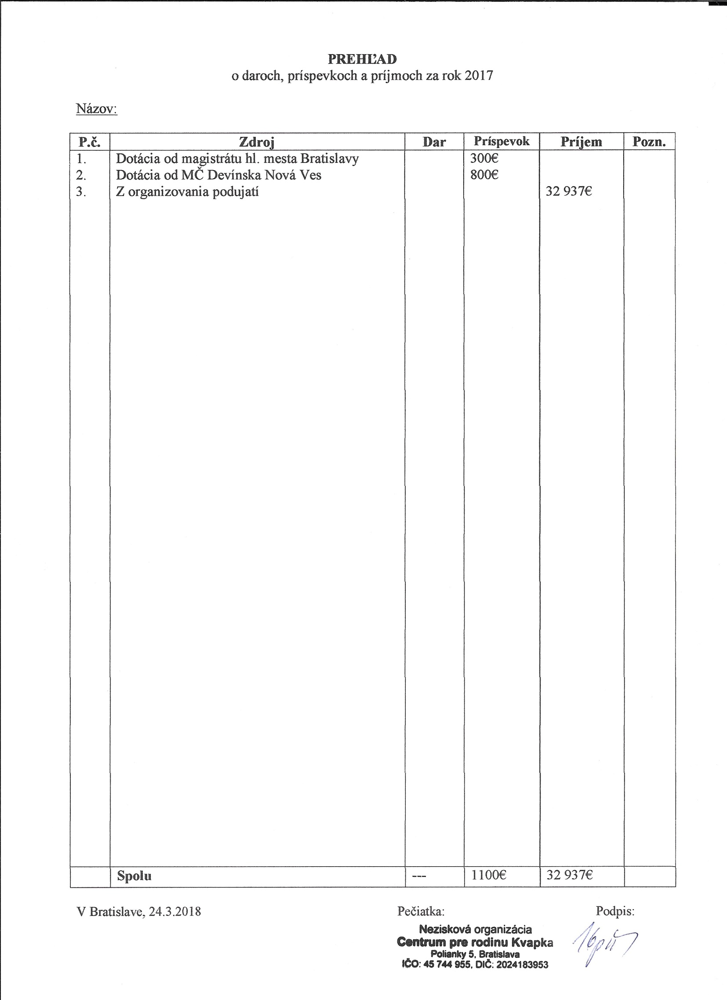 PREHĽAD
o daroch, príspevkoch a príjmoch za rok 2017
Názov:
P.č. Zdroj Dar Príspevok Príjem Pozn.
1. Dotácia od magistrátu hl. mesta Bratislavy 300€
2. Dotácia od MČ Devínska Nová Ves 800€
3. Z organizovania podujatí 32 937€
Spolu --- 1100€ 32 937€
V Bratislave, 24.3.2018 Pečiatka: Podpis:
Nezisková organizácia
Centrum pre rodinu Kvapka
Polianky 5, Bratislava
IČO: 45 744 955, DIČ: 2024183953